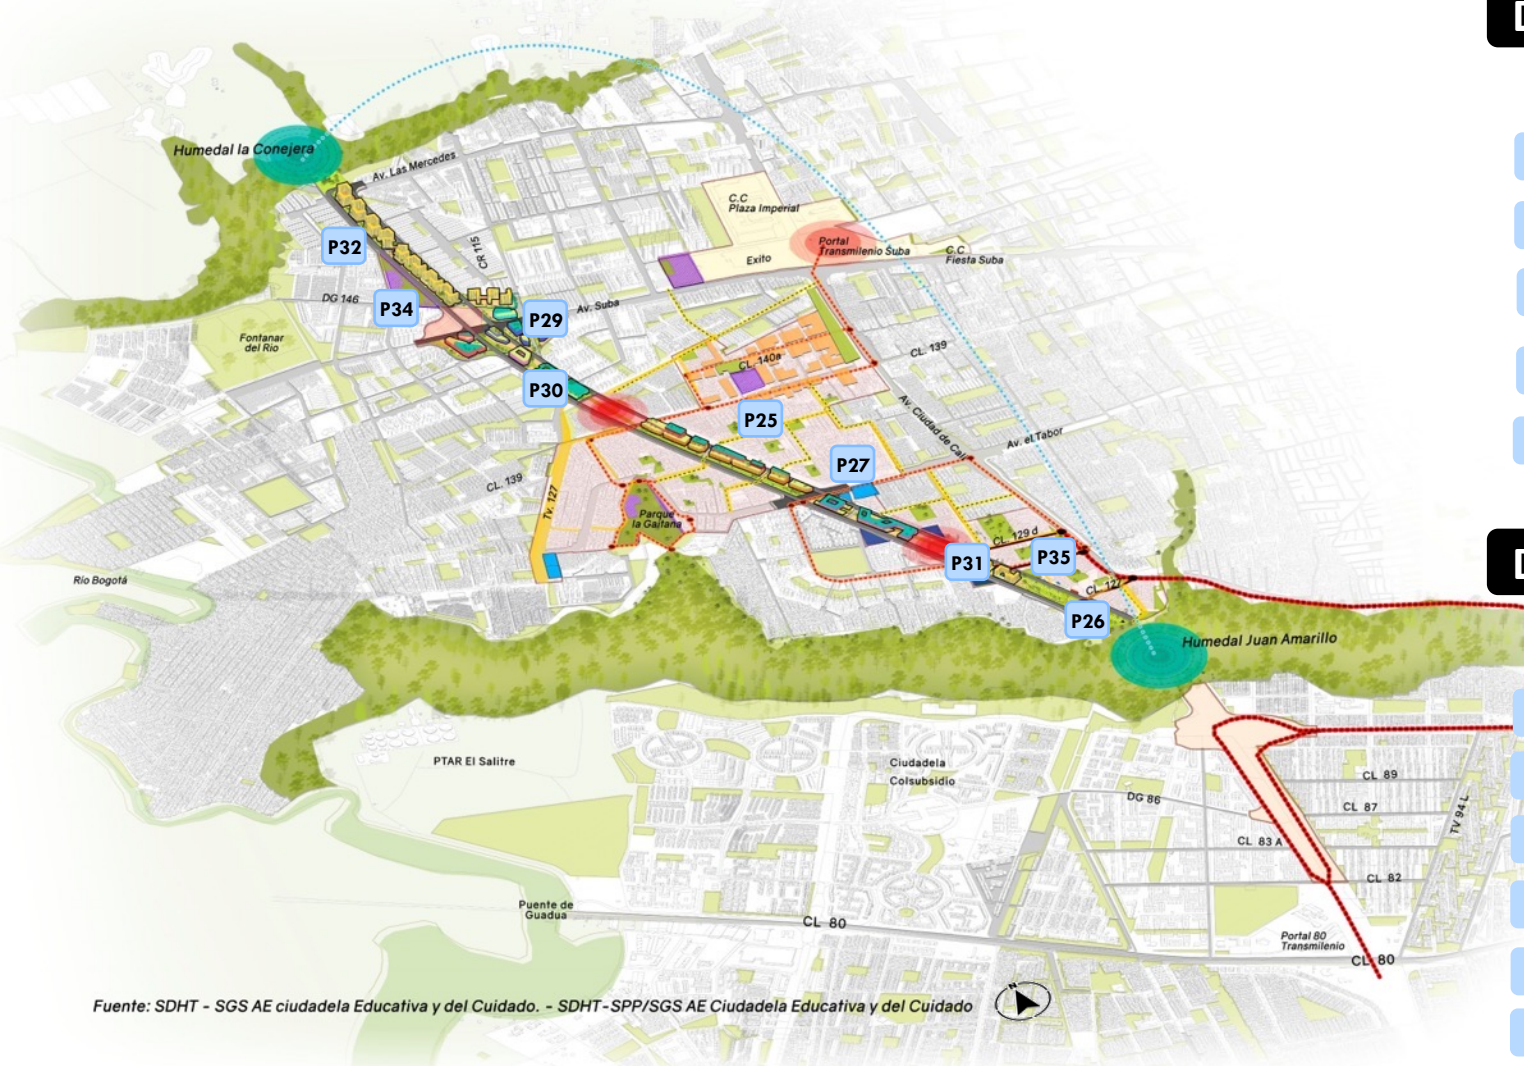 Humedal la Conejera
Av. Las Mercedes
C.C
Plaza Imperial
Portal
Transmilenio Suba
C.C
Fiesta Suba
Exito
P32
CR 115
DG 146
P34
Av. Suba
P29
Fontanar
del Río
CL. 139
CL. 140a
P30
P25
Av. Ciudad de Cali
Av. el Tabor
P27
CL. 139
Tv. 127
Parque
la Gaitana
CL. 129 d
P31
P35
Río Bogotá
CL. 127
P26
Humedal Juan Amarillo
PTAR El Salitre
Ciudadela
Colsubsidio
CL 89
DG 86
CL 87
TV 94 L
CL 83 A
CL 82
Puente de
Guadua
CL 80
Portal 80
Transmilenio
CL 80
N
Fuente: SDHT - SGS AE ciudadela Educativa y del Cuidado. - SDHT-SPP/SGS AE Ciudadela Educativa y del Cuidado